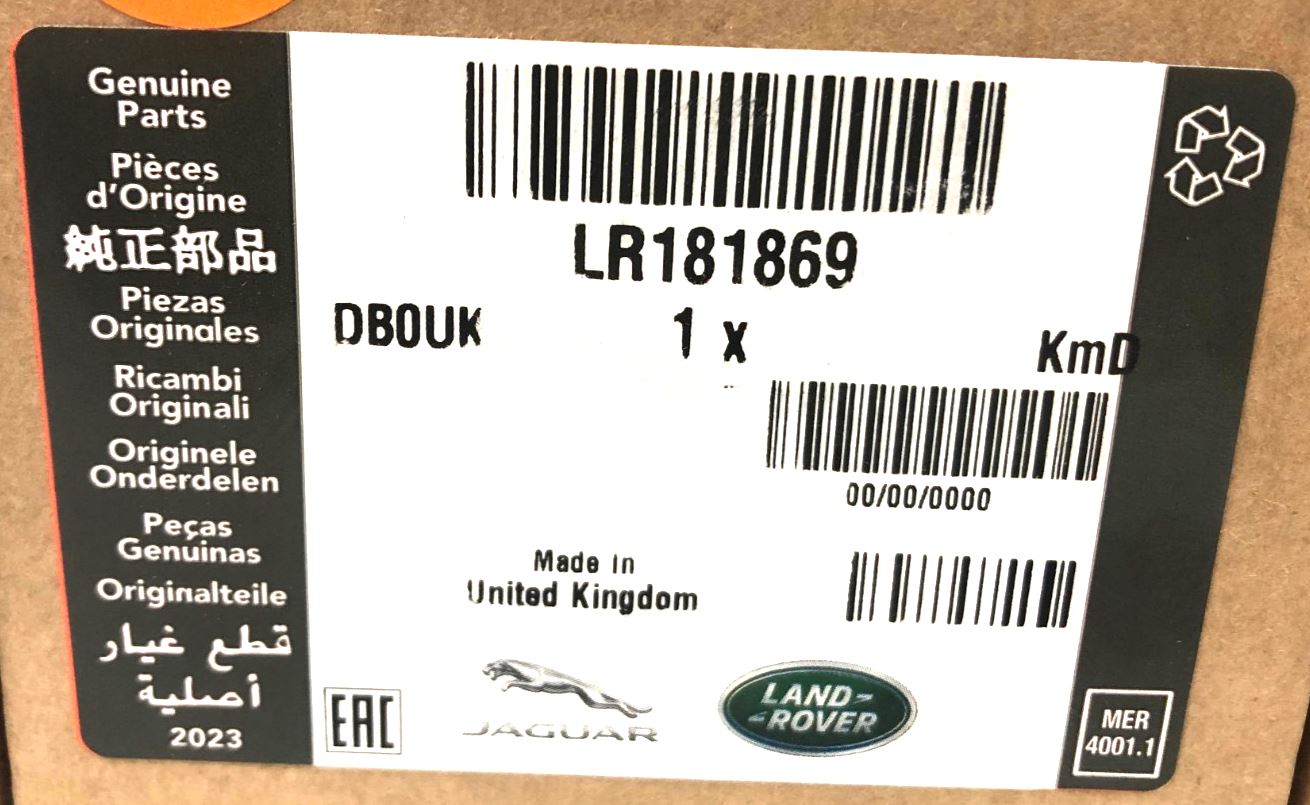 Genuine
Parts
Pièces
d'Origine
純正部品
Piezas
Originales
Ricambi
Originali
Originele
Onderdelen
Peças
Genuinas
Originalteile
قطع غيار
أصلية
2023
LR181869
DB0UK 1 x KmD
00/00/0000
Made in
United Kingdom
EAC
JAGUAR
LAND-
-ROVER
MER
4001.1